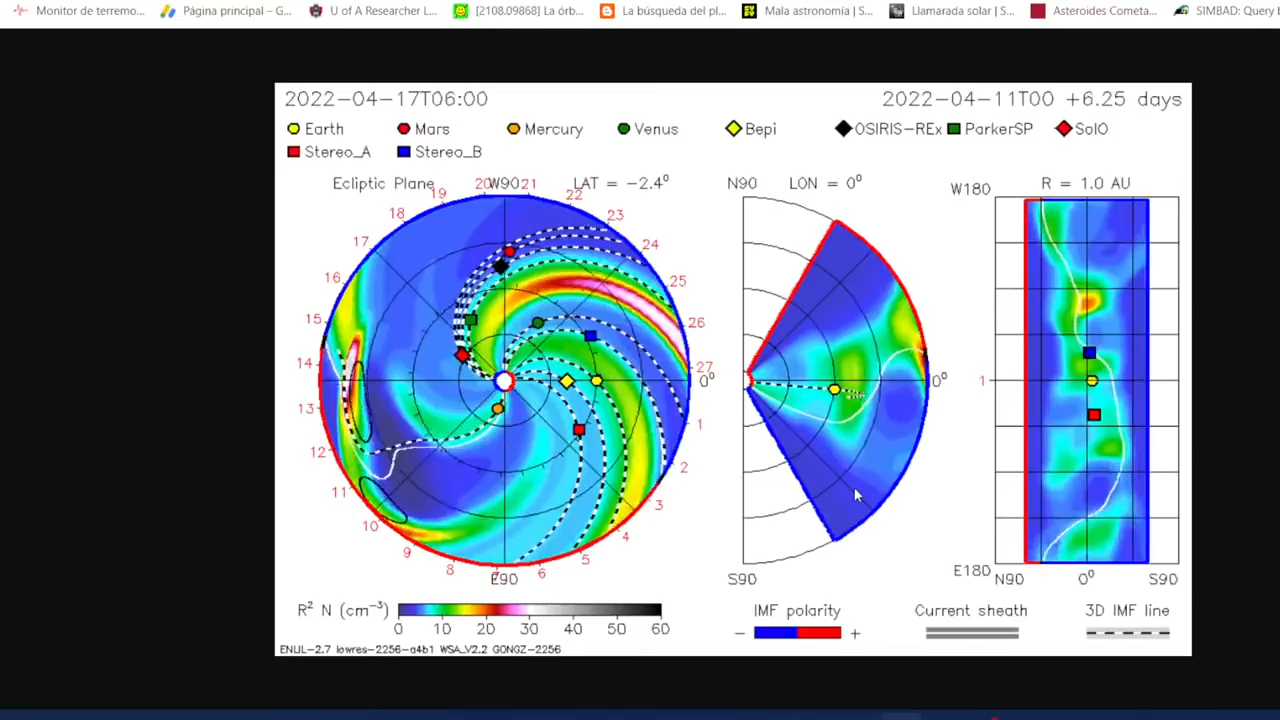 Monitor de terremo... Página principal – G... U of A Researcher L... [2108.09868] La órb... La búsqueda del pl... Mala astronomía | S... Llamarada solar | S... Asteroides Cometa... SIMBAD: Query b
2022-04-17T06:00 2022-04-11T00 +6.25 days
Earth Mars Mercury Venus Bepi OSIRIS-REx ParkerSP SolO
Stereo_A Stereo_B
Ecliptic Plane W90 LAT = -2.4° N90 LON = 0° W180 R = 1.0 AU
20 21
19 22
18 23
17 24
16 25
15 26
14 27
13 0° 0° 1
12 1
11 2
10 3
9 4
8 5
7 6
E90 S90 E180 N90 0° S90
R² N (cm⁻³) IMF polarity Current sheath 3D IMF line
0 10 20 30 40 50 60 - +
ENLIL-2.7 lowres-2256-a4b1 WSA_V2.2 GONGZ-2256